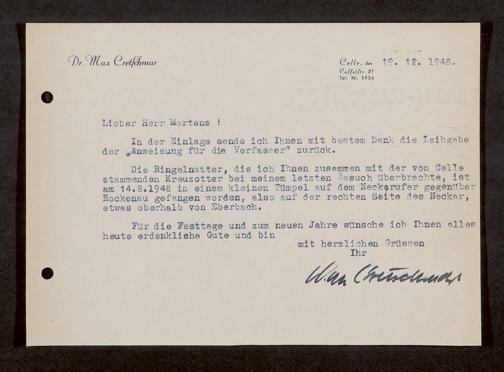 Dr. Max Cretschmar
Celle, den 19. 12. 1948.
Tel. Nr. 3936
Lieber Herr Mertens !
In der Einlage sende ich Ihnen mit bestem Dank die Leihgabe
der „Anweisung für die Verfasser" zurück.
Die Ringelnatter, die ich Ihnen zusammen mit der von Celle
stammenden Kreuzotter bei meinem letzten Besuch überbrachte, ist
am 14.8.1948 in einem kleinen Tümpel auf dem Neckarufer gegenüber
Rockenau gefangen worden, also auf der rechten Seite des Neckar,
etwas oberhalb von Eberbach.
Für die Festtage und zum neuen Jahre wünsche ich Ihnen alles
heute erdenkliche Gute und bin
mit herzlichen Grüssen
Ihr
Max Cretschmar